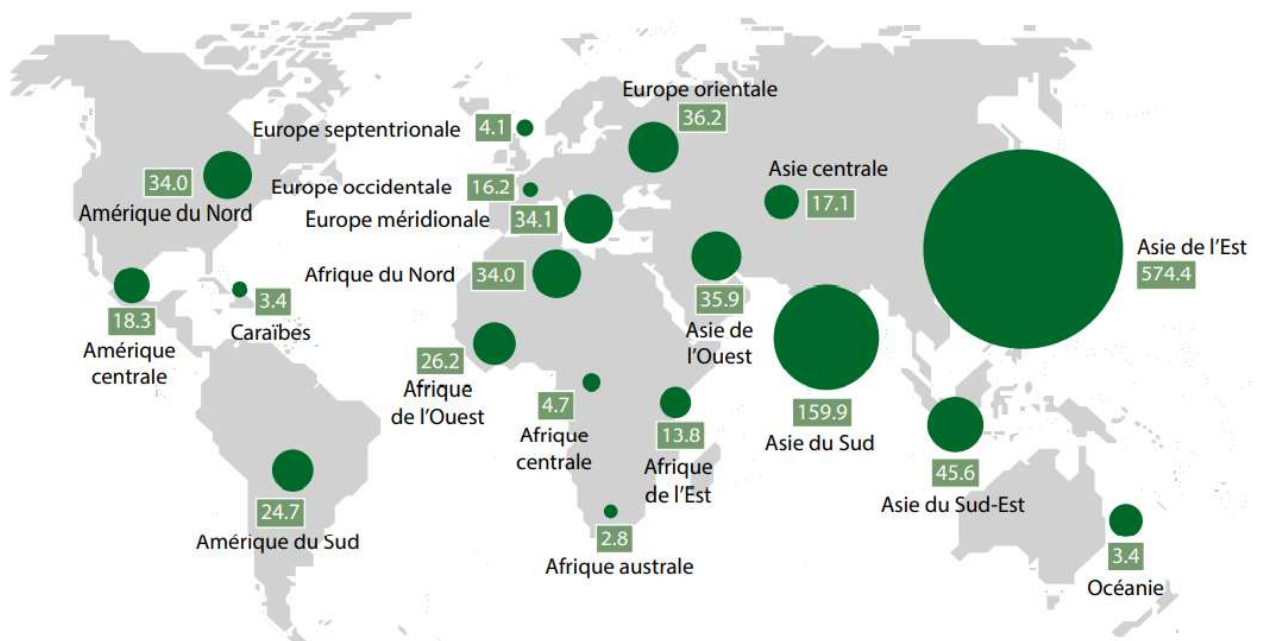 Europe orientale
36.2
Europe septentrionale
4.1
Asie centrale
17.1
34.0
Amérique du Nord
Europe occidentale
16.2
Europe méridionale
34.1
Asie de l’Est
574.4
Afrique du Nord
34.0
35.9
Asie de
l’Ouest
18.3
Amérique
centrale
3.4
Caraïbes
26.2
Afrique
de l’Ouest
4.7
Afrique
centrale
13.8
Afrique
de l’Est
159.9
Asie du Sud
45.6
Asie du Sud-Est
24.7
Amérique du Sud
2.8
Afrique australe
3.4
Océanie